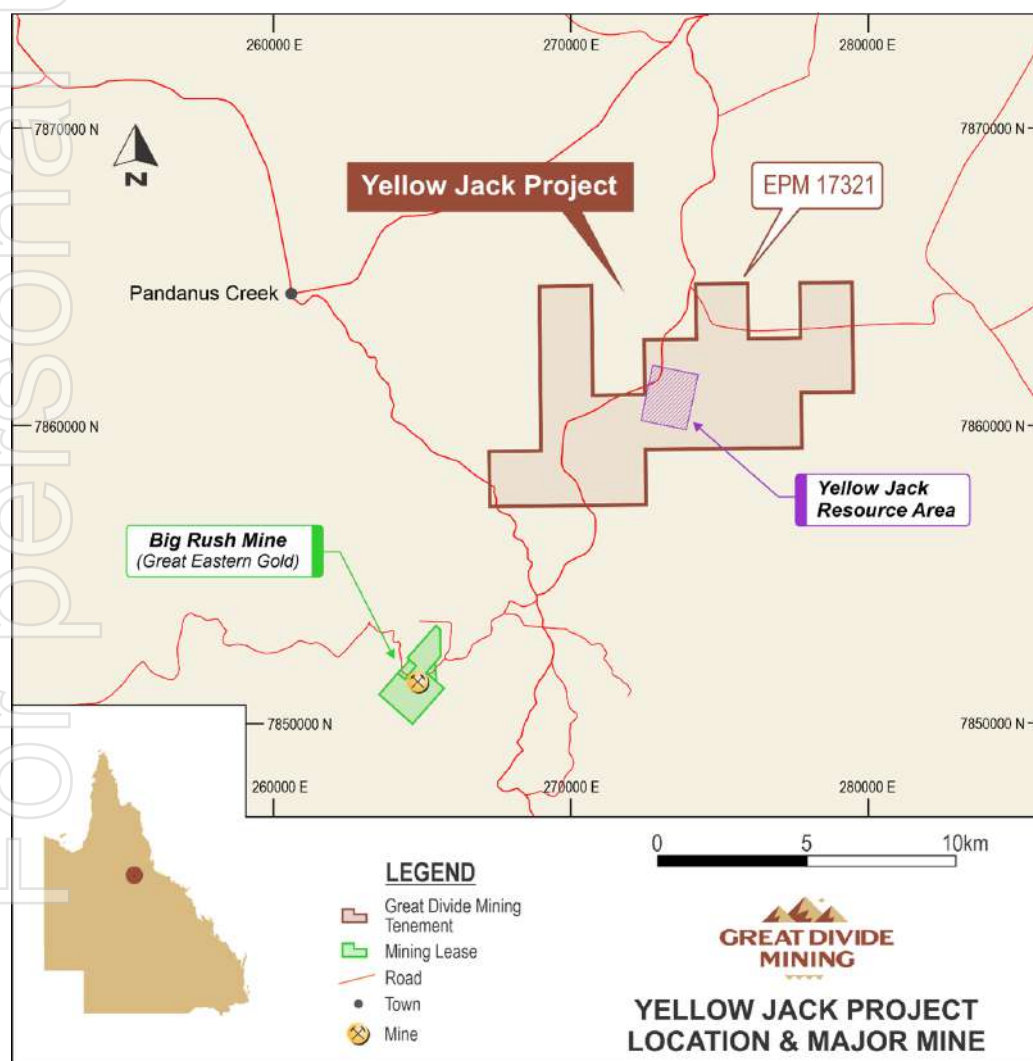 For personal
260000 E
270000 E
280000 E
7870000 N
7870000 N
N
Yellow Jack Project
EPM 17321
Pandanus Creek
7860000 N
7860000 N
Yellow Jack
Resource Area
Big Rush Mine
(Great Eastern Gold)
7850000 N
7850000 N
260000 E
270000 E
280000 E
0
5
10km
LEGEND
Great Divide Mining
Tenement
Mining Lease
Road
Town
Mine
GREAT DIVIDE
MINING
YELLOW JACK PROJECT
LOCATION & MAJOR MINE